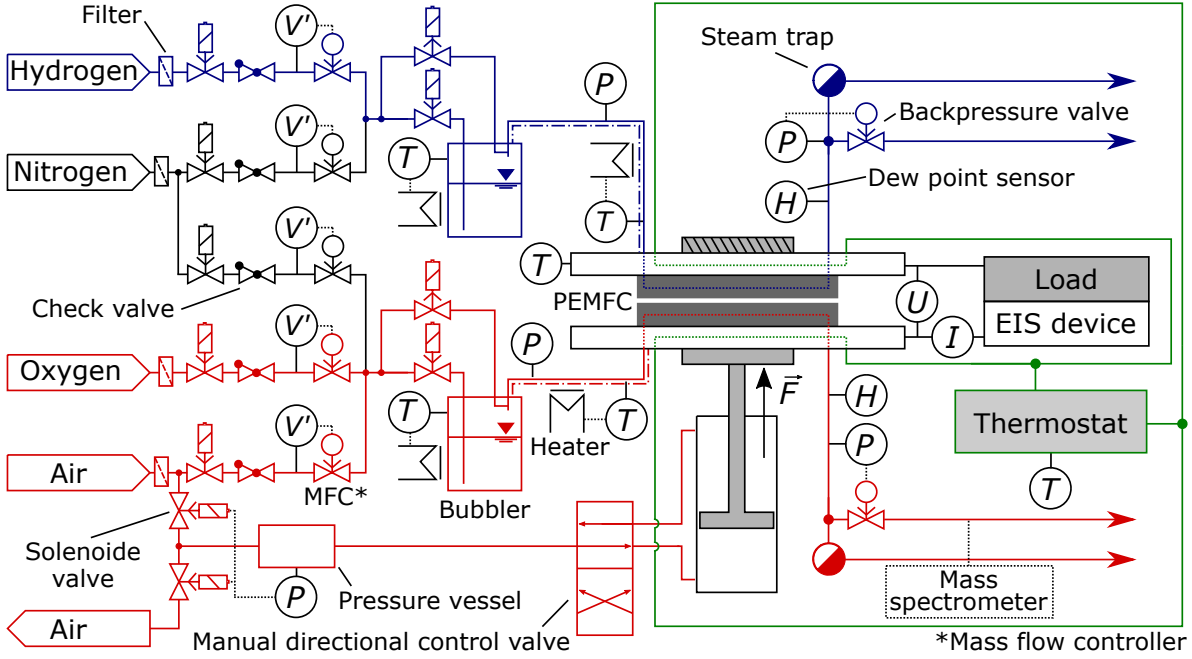 Filter
V'
Steam trap
Hydrogen
P
Backpressure valve
P
V'
T
Nitrogen
Dew point sensor
H
T
V'
T
Load
PEMFC
U
Check valve
EIS device
V'
I
P
Oxygen
H
F
T
T
Thermostat
V'
Heater
P
Air
T
MFC*
Bubbler
Solenoide
valve
Mass
spectrometer
P
Pressure vessel
Air
Manual directional control valve
*Mass flow controller